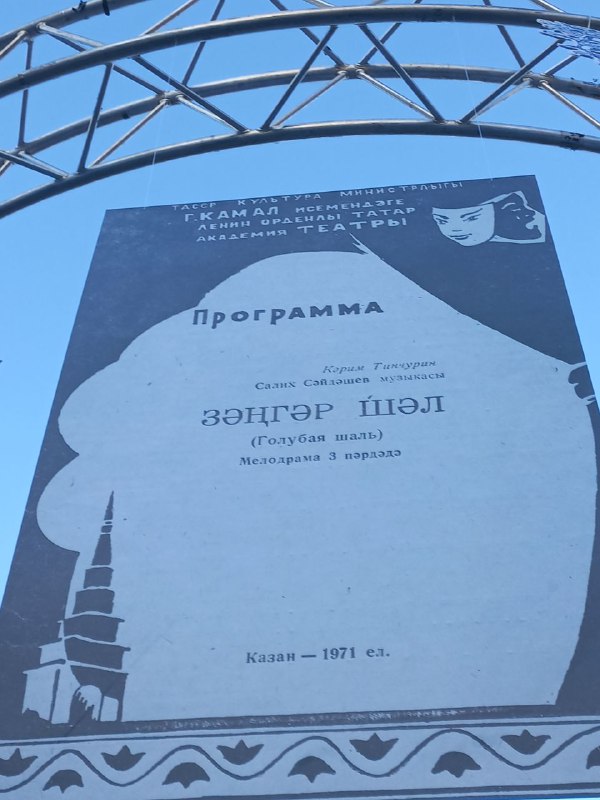 ТАССР КУЛЬТУРА МИНИСТРЛЫГЫ
Г.КАМАЛ ИСЕМЕНДӘГЕ
ЛЕНИН ОРДЕНЛЫ ТАТАР
АКАДЕМИЯ ТЕАТРЫ
Программа
Кәрим Тинчурин
Салих Сәйдәшев музыкасы
ЗӘҢГӘР ШӘЛ
(Голубая шаль)
Мелодрама 3 пәрдәдә
Казан — 1971 ел.